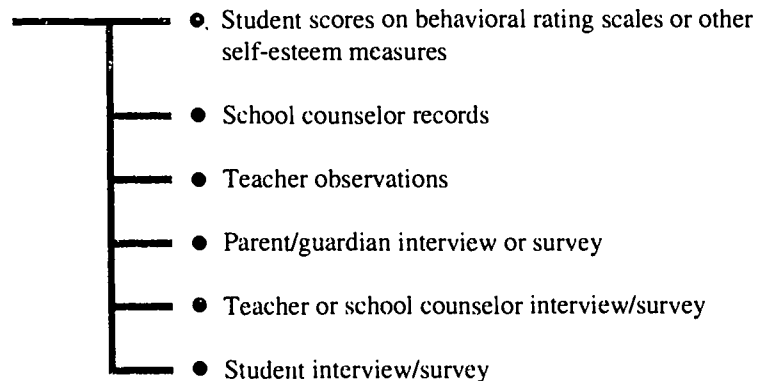 ● Student scores on behavioral rating scales or other
self-esteem measures
● School counselor records
● Teacher observations
● Parent/guardian interview or survey
● Teacher or school counselor interview/survey
● Student interview/survey